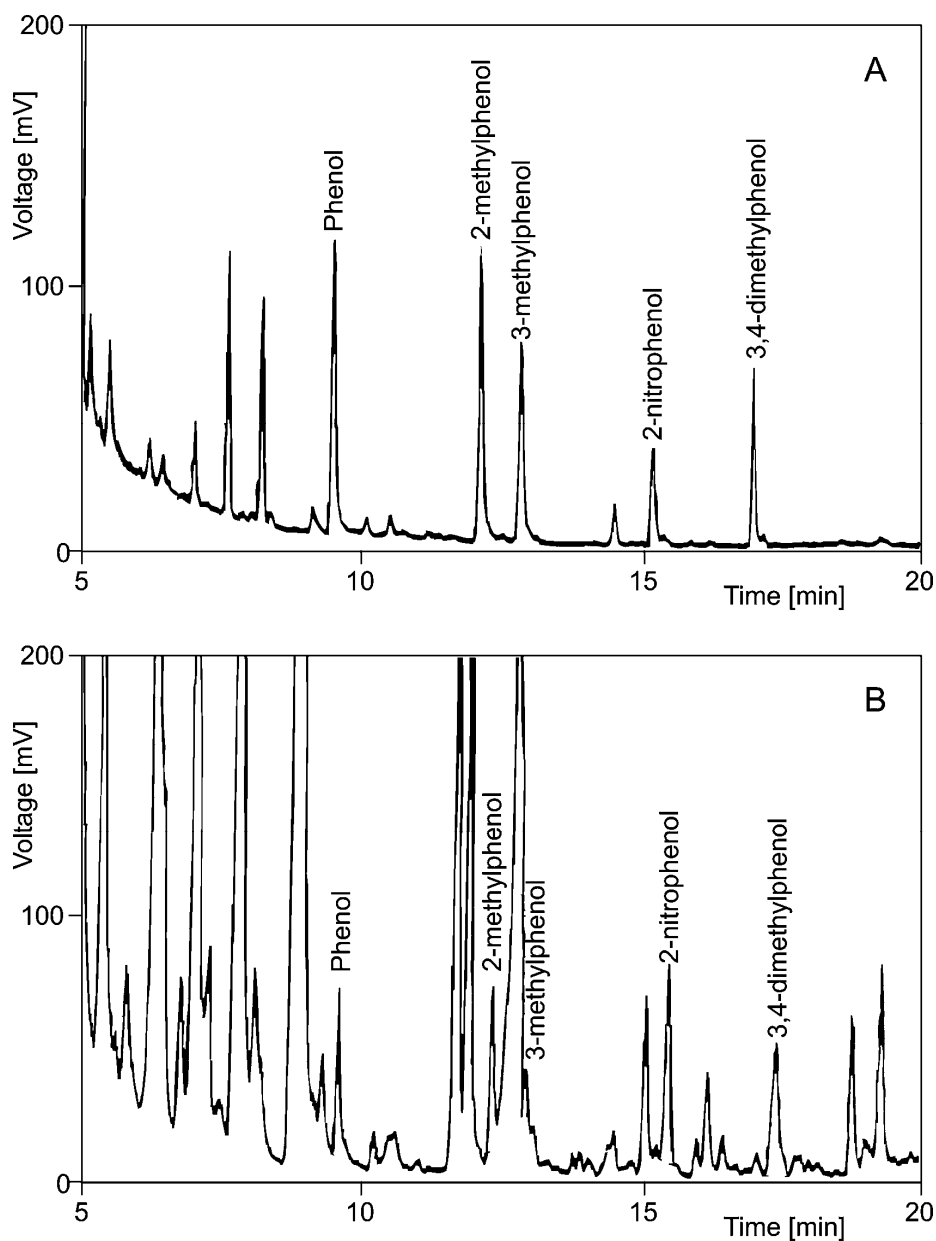 200
A
2-methylphenol
Phenol
3-methylphenol
3,4-dimethylphenol
Voltage [mV]
100
2-nitrophenol
0
5
10
15
20
Time [min]
200
B
Voltage [mV]
2-methylphenol
2-nitrophenol
3,4-dimethylphenol
Phenol
3-methylphenol
100
0
5
10
15
20
Time [min]